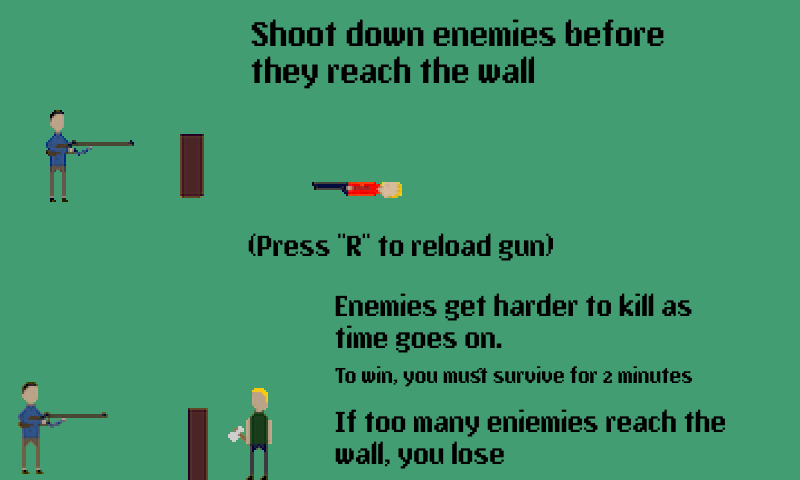 Shoot down enemies before
they reach the wall
(Press "R" to reload gun)
Enemies get harder to kill as
time goes on.
To win, you must survive for 2 minutes
If too many eniemies reach the
wall, you lose